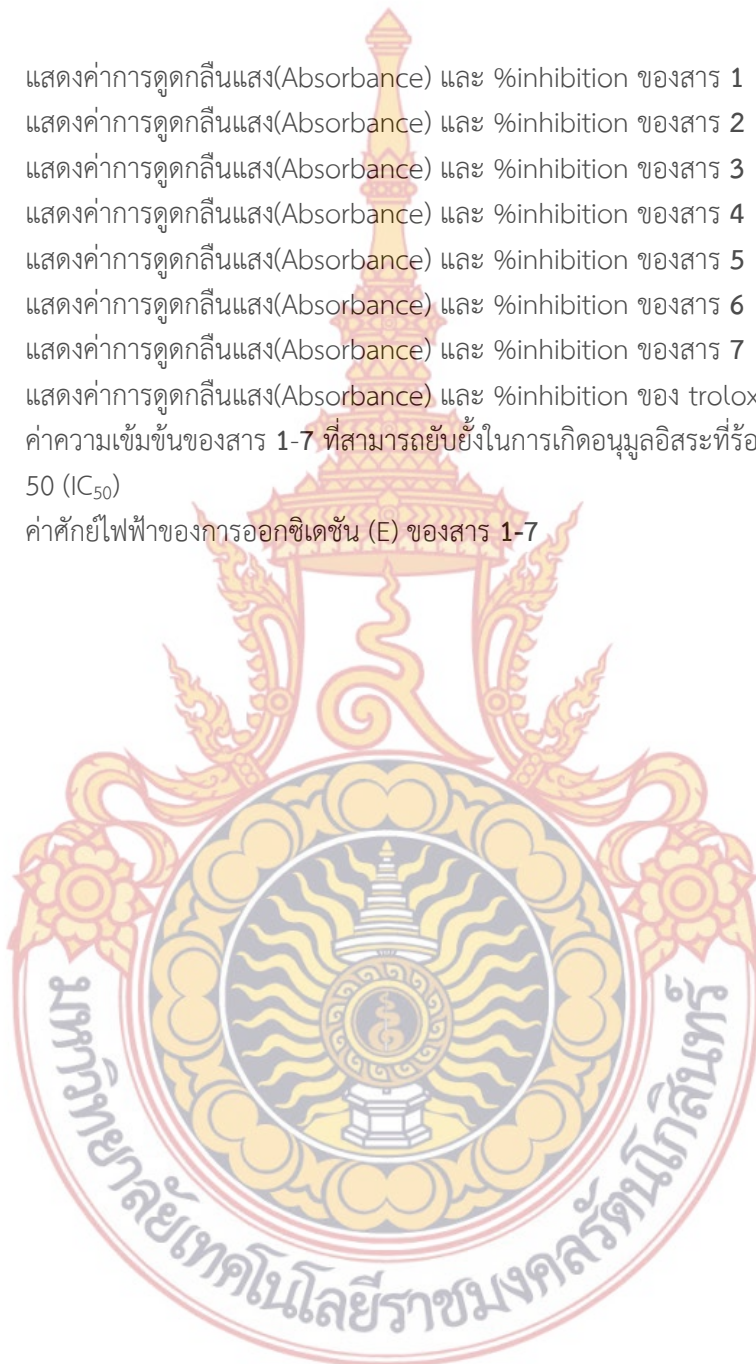 แสดงค่าการดูดกลืนแสง(Absorbance) และ %inhibition ของสาร 1
แสดงค่าการดูดกลืนแสง(Absorbance) และ %inhibition ของสาร 2
แสดงค่าการดูดกลืนแสง(Absorbance) และ %inhibition ของสาร 3
แสดงค่าการดูดกลืนแสง(Absorbance) และ %inhibition ของสาร 4
แสดงค่าการดูดกลืนแสง(Absorbance) และ %inhibition ของสาร 5
แสดงค่าการดูดกลืนแสง(Absorbance) และ %inhibition ของสาร 6
แสดงค่าการดูดกลืนแสง(Absorbance) และ %inhibition ของสาร 7
แสดงค่าการดูดกลืนแสง(Absorbance) และ %inhibition ของ trolox
ค่าความเข้มข้นของสาร 1-7 ที่สามารถยับยั้งในการเกิดอนุมูลอิสระที่ร้อ
50 (IC₅₀)
ค่าศักย์ไฟฟ้าของการออกซิเดชัน (E) ของสาร 1-7
มหาวิทยาลัยเทคโนโลยีราชมงคลรัตนโกสินทร์